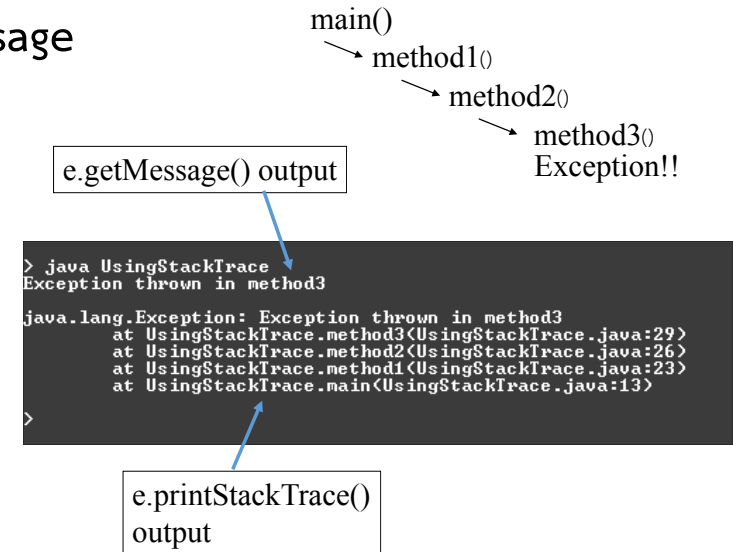 main()
method1()
method2()
method3()
Exception!!
e.getMessage() output
> java UsingStackTrace
Exception thrown in method3
java.lang.Exception: Exception thrown in method3
at UsingStackTrace.method3(UsingStackTrace.java:29)
at UsingStackTrace.method2(UsingStackTrace.java:26)
at UsingStackTrace.method1(UsingStackTrace.java:23)
at UsingStackTrace.main(UsingStackTrace.java:13)
>
e.printStackTrace()
output